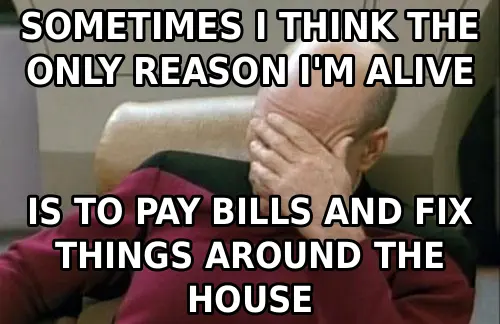 SOMETIMES I THINK THE
ONLY REASON I'M ALIVE
IS TO PAY BILLS AND FIX
THINGS AROUND THE
HOUSE